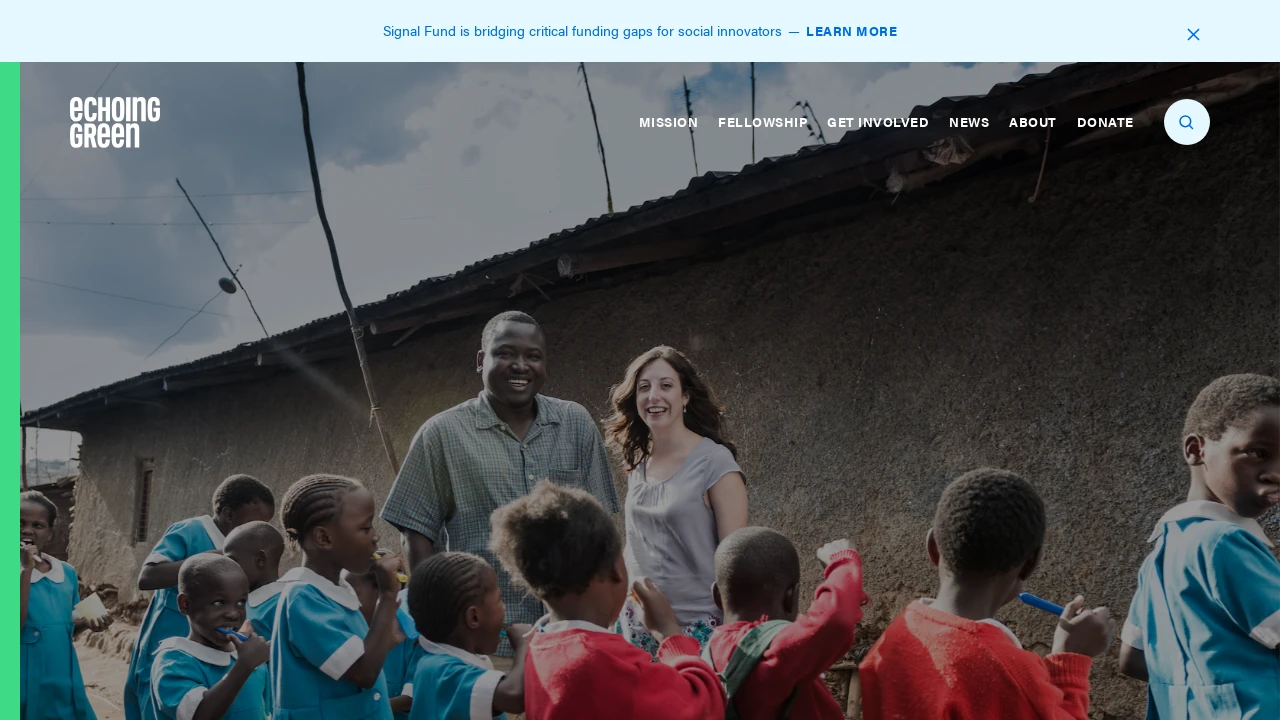 Signal Fund is bridging critical funding gaps for social innovators — LEARN MORE
eCHOING
GReen
MISSION FELLOWSHIP GET INVOLVED NEWS ABOUT DONATE